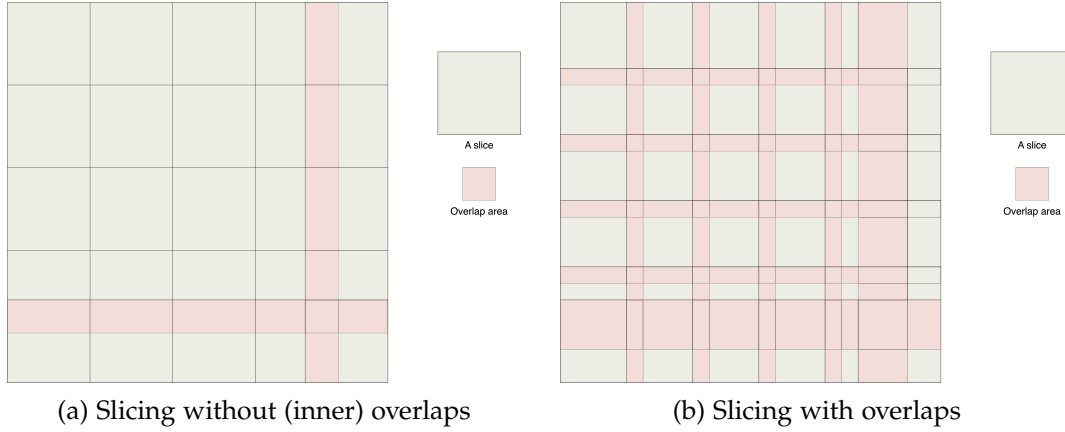 A slice
Overlap area
A slice
Overlap area
(a) Slicing without (inner) overlaps
(b) Slicing with overlaps